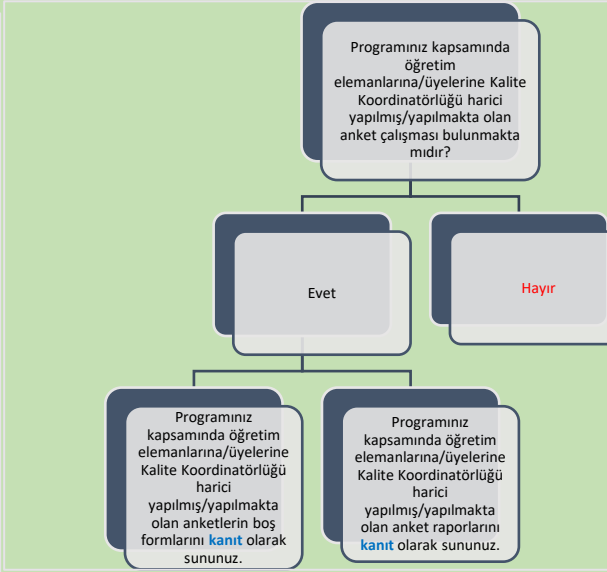 Programınız kapsamında
öğretim
elemanlarına/üyelerine Kalite
Koordinatörlüğü harici
yapılmış/yapılmakta olan
anket çalışması bulunmakta
mıdır?
Evet
Hayır
Programınız
kapsamında öğretim
elemanlarına/üyelerine
Kalite Koordinatörlüğü
harici
yapılmış/yapılmakta
olan anketlerin boş
formlarını kanıt olarak
sununuz.
Programınız
kapsamında öğretim
elemanlarına/üyelerine
Kalite Koordinatörlüğü
harici
yapılmış/yapılmakta
olan anket raporlarını
kanıt olarak sununuz.